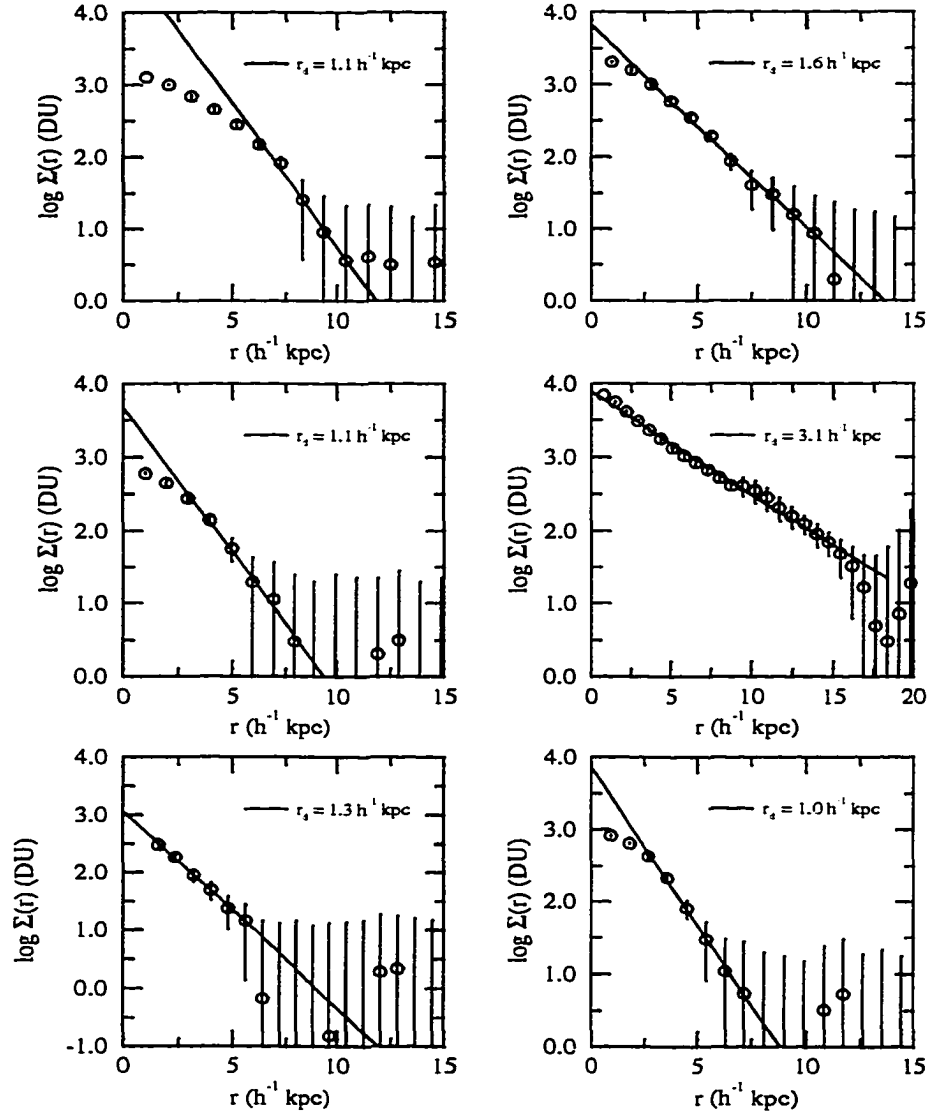 4.0
3.0
2.0
1.0
0.0
log Σ(r) (DU)
r_d = 1.1 h⁻¹ kpc
0 5 10 15
r (h⁻¹ kpc)
4.0
3.0
2.0
1.0
0.0
log Σ(r) (DU)
r_d = 1.6 h⁻¹ kpc
0 5 10 15
r (h⁻¹ kpc)
4.0
3.0
2.0
1.0
0.0
log Σ(r) (DU)
r_d = 1.1 h⁻¹ kpc
0 5 10 15
r (h⁻¹ kpc)
4.0
3.0
2.0
1.0
0.0
log Σ(r) (DU)
r_d = 3.1 h⁻¹ kpc
0 5 10 15 20
r (h⁻¹ kpc)
4.0
3.0
2.0
1.0
0.0
-1.0
log Σ(r) (DU)
r_d = 1.3 h⁻¹ kpc
0 5 10 15
r (h⁻¹ kpc)
4.0
3.0
2.0
1.0
0.0
log Σ(r) (DU)
r_d = 1.0 h⁻¹ kpc
0 5 10 15
r (h⁻¹ kpc)